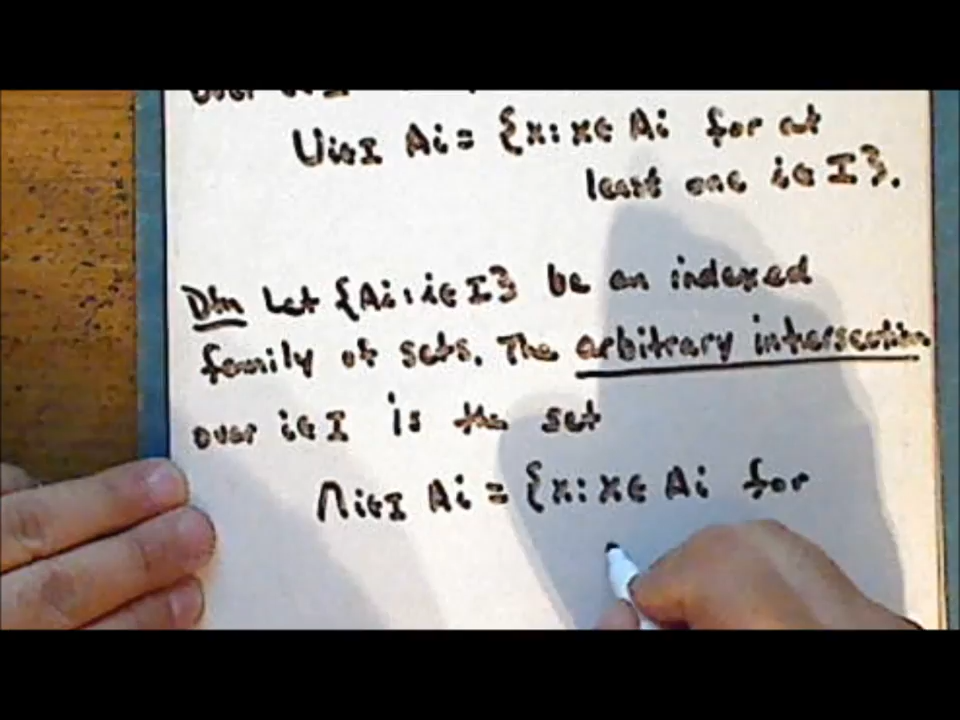 U i∈I Ai = {x : x ∈ Ai for at
least one i ∈ I}.
Dfn Let {Ai : i ∈ I} be an indexed
family of sets. The arbitrary intersection
over i ∈ I is the set
∩ i∈I Ai = {x : x ∈ Ai for